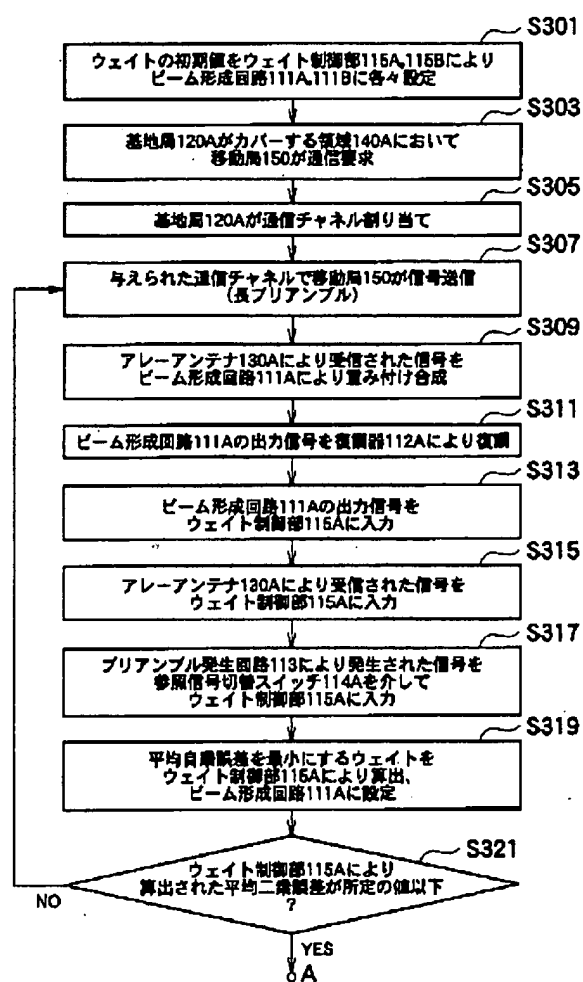 S301
ウェイトの初期値をウェイト制御部115A,115Bにより
ビーム形成回路111A,111Bに各々設定
S303
基地局120Aがカバーする領域140Aにおいて
移動局150が通信要求
S305
基地局120Aが通信チャネル割り当て
S307
与えられた通信チャネルで移動局150が信号送信
(長プリアンブル)
S309
アレーアンテナ130Aにより受信された信号を
ビーム形成回路111Aにより重み付け合成
S311
ビーム形成回路111Aの出力信号を復調器112Aにより復調
S313
ビーム形成回路111Aの出力信号を
ウェイト制御部115Aに入力
S315
アレーアンテナ130Aにより受信された信号を
ウェイト制御部115Aに入力
S317
プリアンブル発生回路113により発生された信号を
参照信号切替スイッチ114Aを介して
ウェイト制御部115Aに入力
S319
平均自乗誤差を最小にするウェイトを
ウェイト制御部115Aにより算出、
ビーム形成回路111Aに設定
S321
ウェイト制御部115Aにより
算出された平均二乗誤差が所定の値以下
?
NO
YES
A